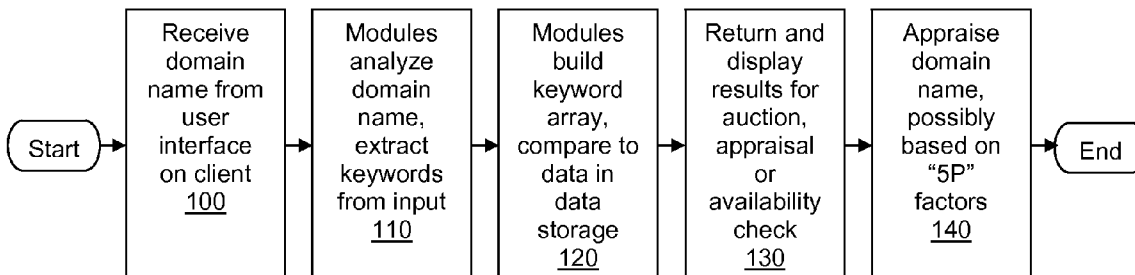 Start
Receive
domain
name from
user
interface
on client
100
Modules
analyze
domain
name,
extract
keywords
from input
110
Modules
build
keyword
array,
compare to
data in
data
storage
120
Return and
display
results for
auction,
appraisal
or
availability
check
130
Appraise
domain
name,
possibly
based on
“5P”
factors
140
End